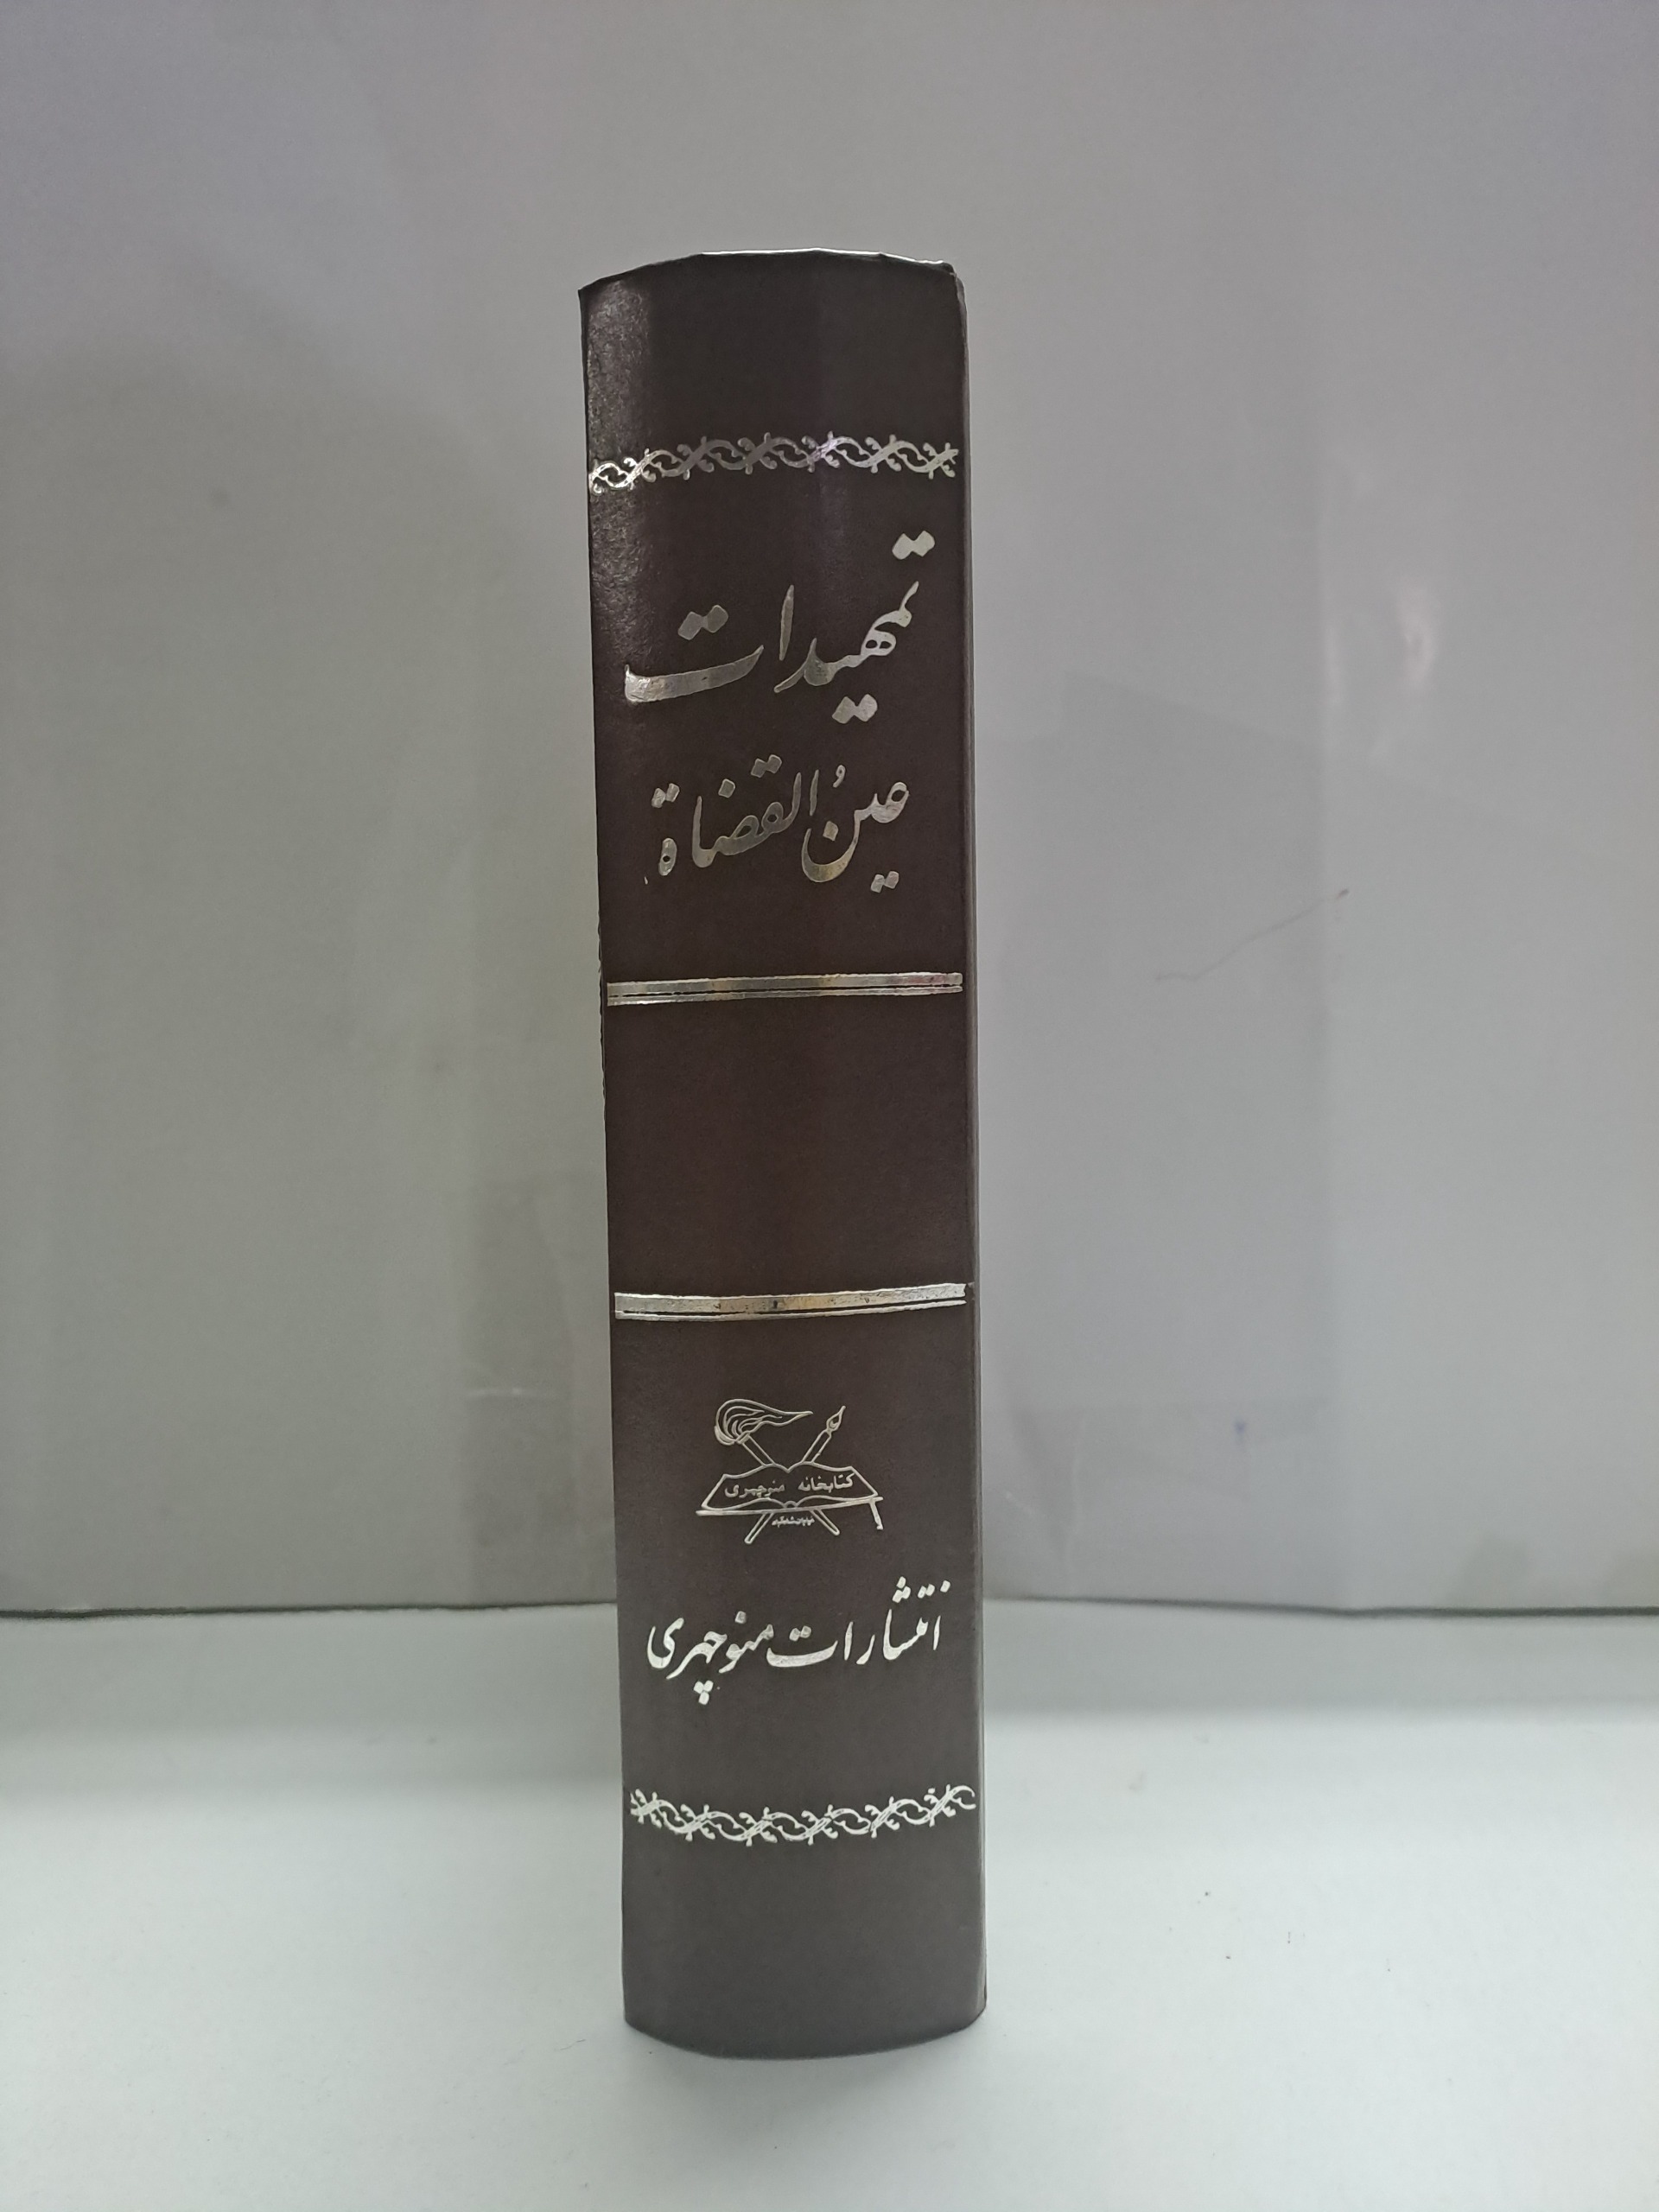 تمهیدات
عینُ القضاة
کتابخانه منوچهری
انتشارات منوچهری